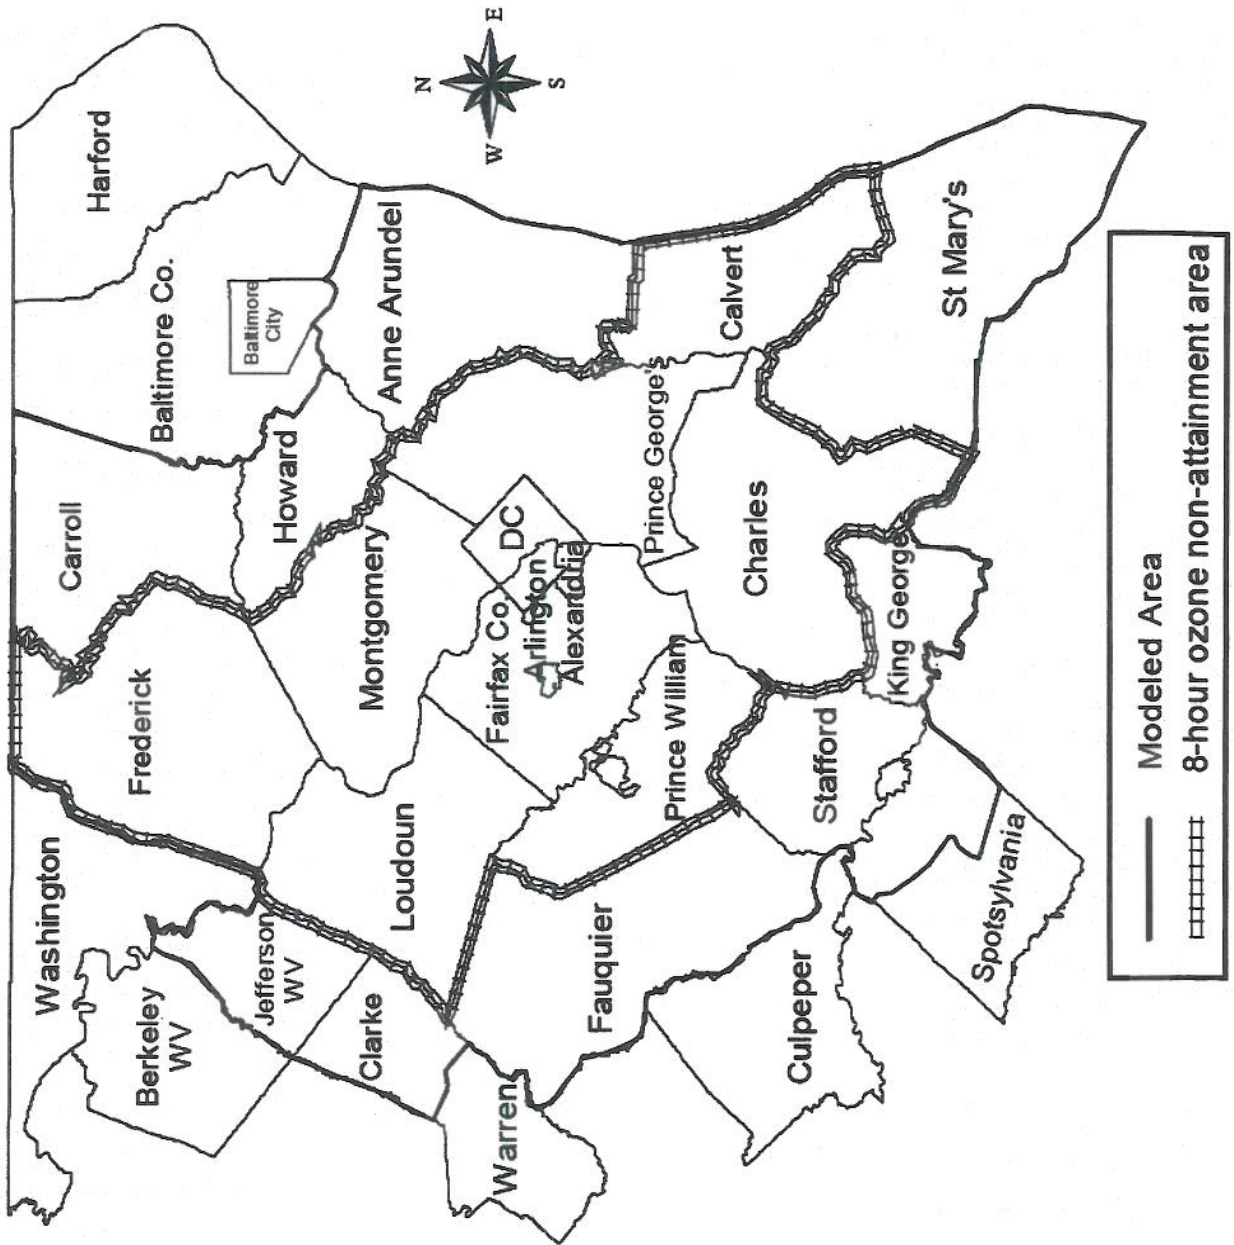 Washington
Harford
Berkeley
WV
Frederick
Carroll
Baltimore Co.
Baltimore
City
Jefferson
WV
Howard
Clarke
Montgomery
Anne Arundel
Loudoun
N
W
E
S
Warren
Fairfax Co.
DC
Arlington
Alexandria
Fauquier
Prince George's
Prince William
Calvert
Charles
Culpeper
Stafford
King George
St Mary's
Spotsylvania
Modeled Area
8-hour ozone non-attainment area